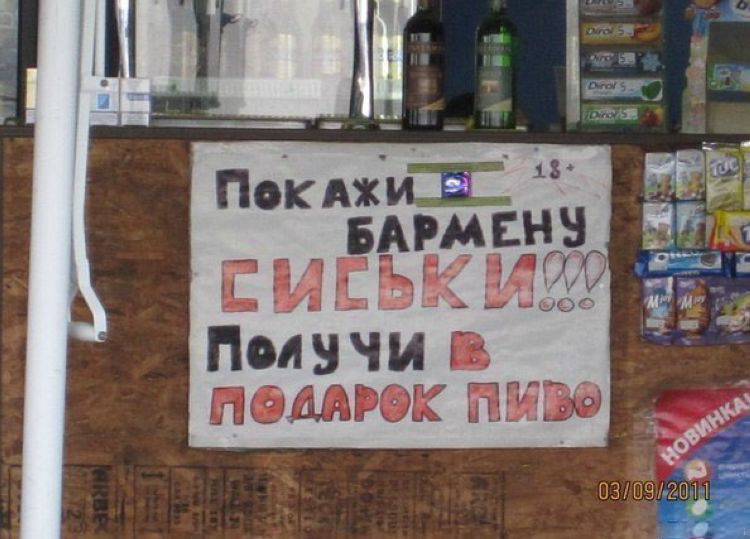 Dirol S
Dirol S
Dirol S
Dirol S
18+
Покажи
БАРМЕНУ
СИСЬКИ!!!
Получи в
подарок пиво
TUC
НОВИНКА!
03/09/2011